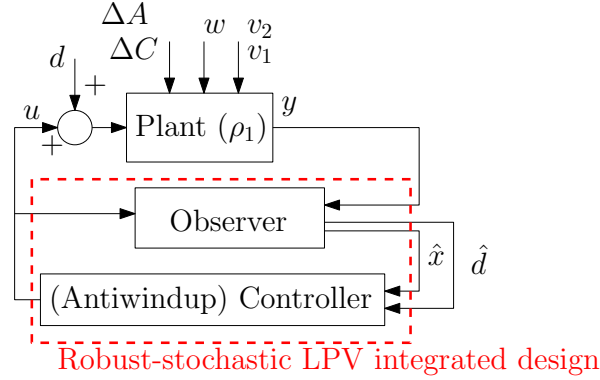 ΔA
ΔC
w
v₂
v₁
d
+
u
+
Plant (ρ₁)
y
Observer
x̂
d̂
(Antiwindup) Controller
Robust-stochastic LPV integrated design